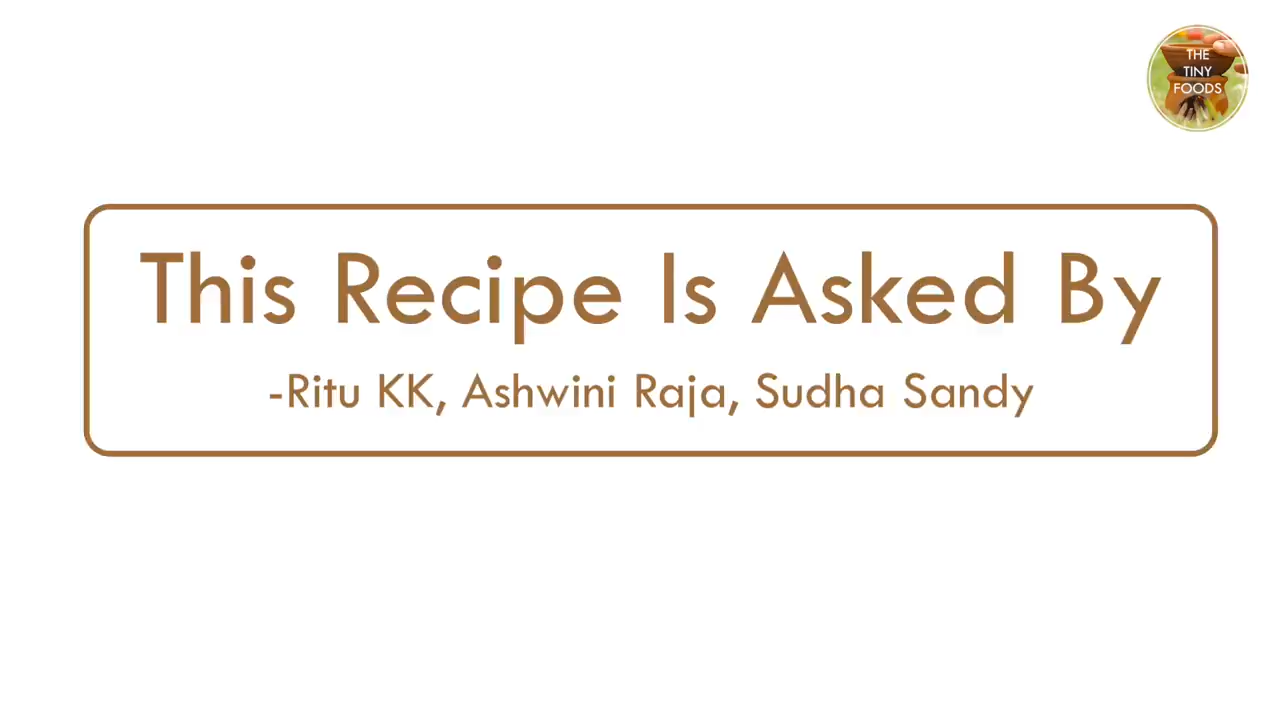 THE
TINY
FOODS
This Recipe Is Asked By
-Ritu KK, Ashwini Raja, Sudha Sandy